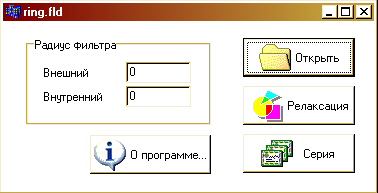 ring.fld
Радиус фильтра
Внешний 0
Внутренний 0
Открыть
Релаксация
О программе...
Серия